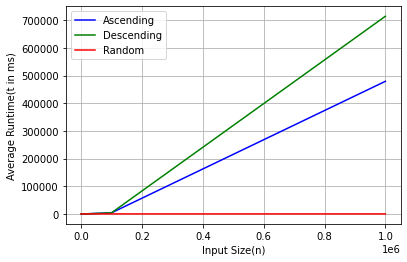 Ascending
Descending
Random
Average Runtime(t in ms)
700000
600000
500000
400000
300000
200000
100000
0
0.0 0.2 0.4 0.6 0.8 1.0
Input Size(n)
1e6